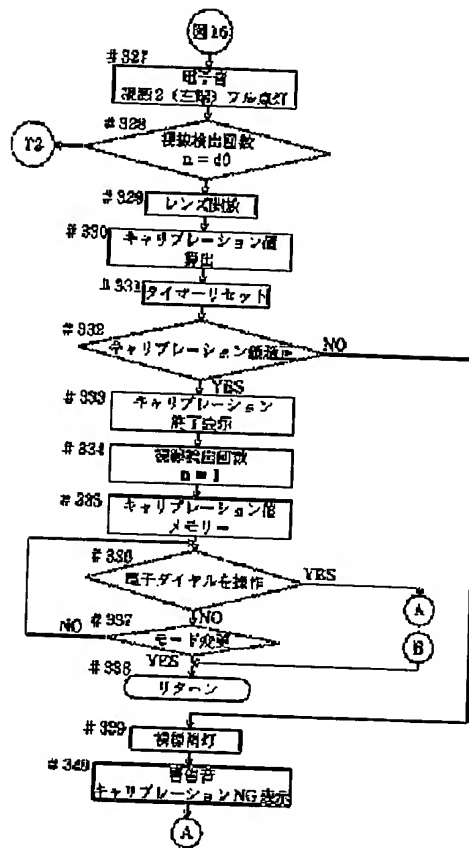 図16
#327
電子音
視標2(左端)フル点灯
#328
視線検出回数
n=d0
T2
#329
レンズ開放
#330
キャリブレーション値
算出
#331
タイマーリセット
#332
キャリブレーション値適正
NO
YES
#333
キャリブレーション
終了表示
#334
視線検出回数
n=1
#335
キャリブレーション値
メモリー
#336
電子ダイヤルを操作
YES
A
NO
#337
モード変更
NO
B
YES
#338
リターン
#339
視標消灯
#340
警告音
キャリブレーションNG表示
A